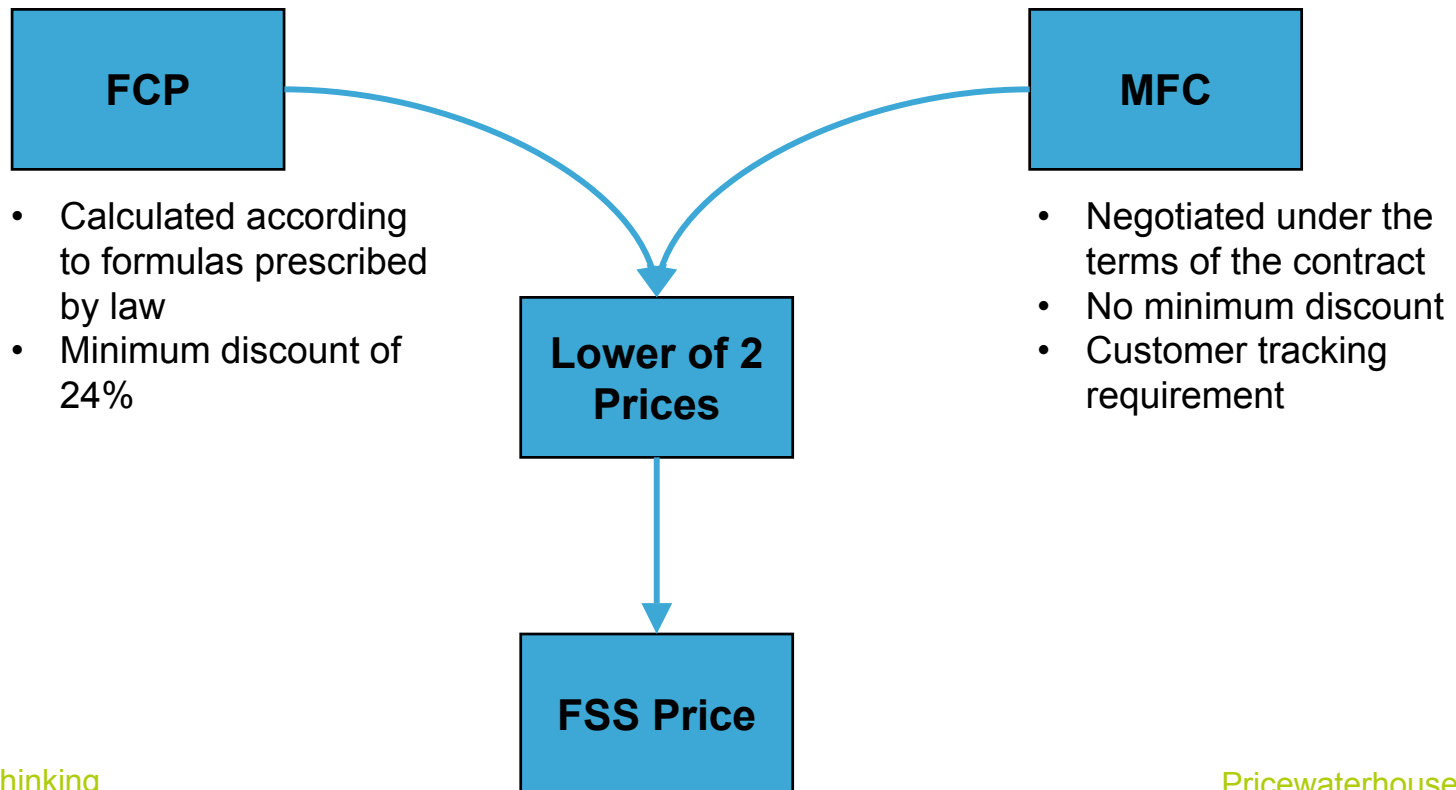 FCP
MFC
• Calculated according
to formulas prescribed
by law
• Minimum discount of
24%
• Negotiated under the
terms of the contract
• No minimum discount
• Customer tracking
requirement
Lower of 2
Prices
FSS Price
hinking
Pricewaterhouse